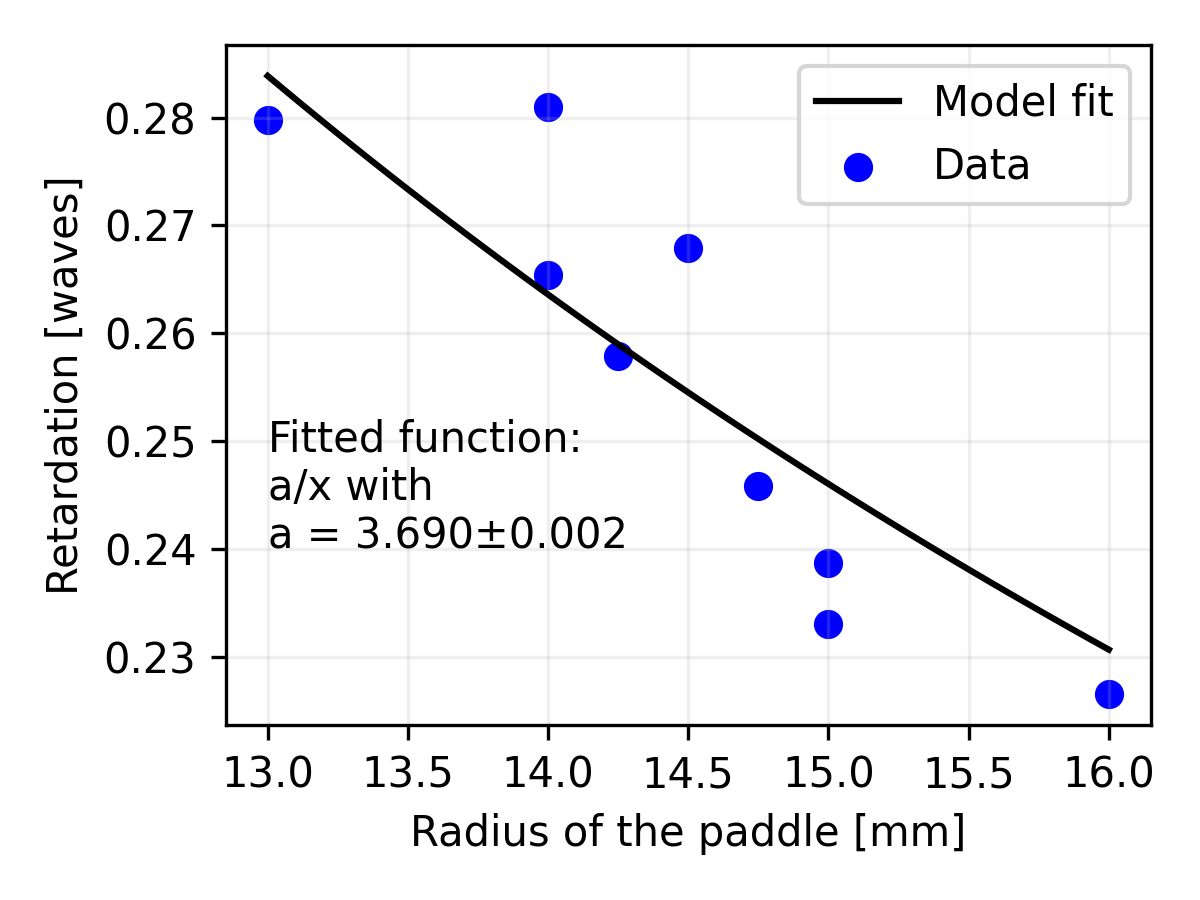 Model fit
Data
0.28
0.27
0.26
0.25
0.24
0.23
Retardation [waves]
Fitted function:
a/x with
a = 3.690±0.002
13.0 13.5 14.0 14.5 15.0 15.5 16.0
Radius of the paddle [mm]